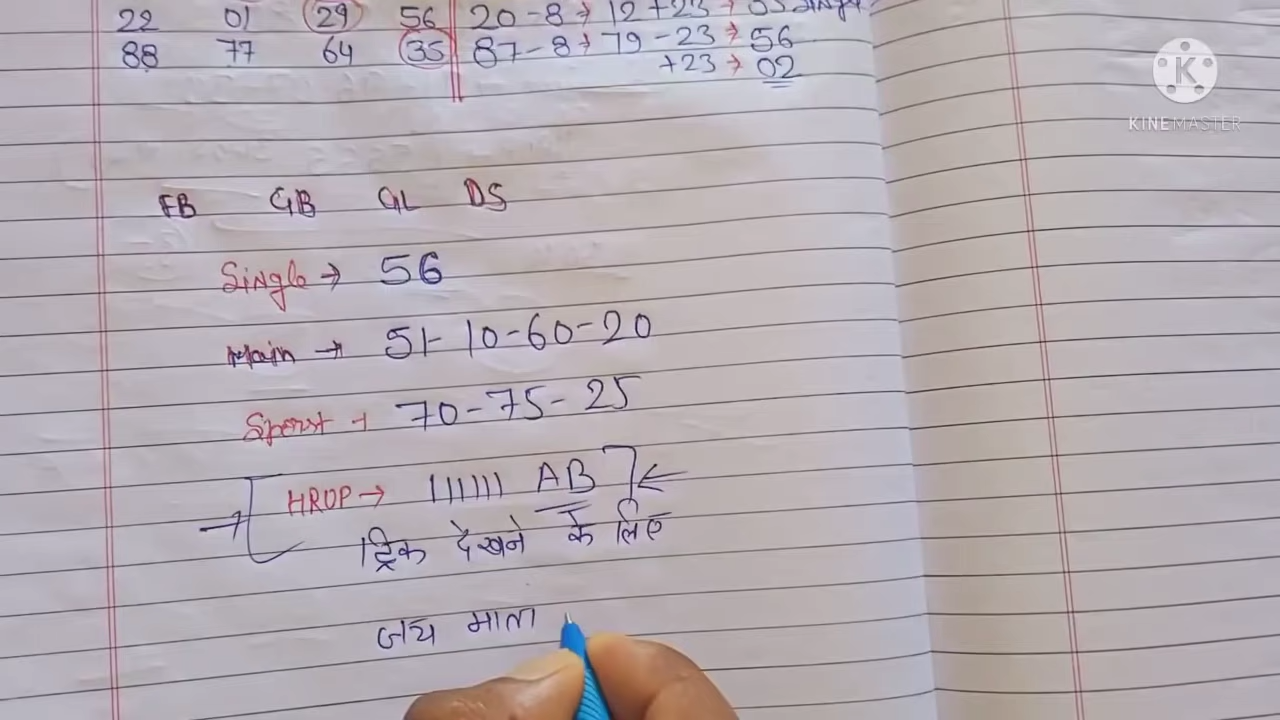 22 01 29 56 20-8→12+23→
88 77 64 35 87-8→79-23→56
+23→02
KINEMASTER
FB GB GL DS
Single→ 56
Main→ 51-10-60-20
Sperst→ 70-75-25
HROP→ |||||| AB
ट्रिक देखने के लिए
जय माता